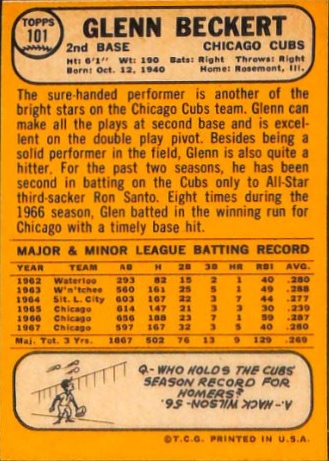 TOPPS
101
GLENN BECKERT
2nd BASE CHICAGO CUBS
Ht: 6'1" Wt: 190 Bats: Right Throws: Right
Born: Oct. 12, 1940 Home: Rosemont, Ill.
The sure-handed performer is another of the
bright stars on the Chicago Cubs team. Glenn can
make all the plays at second base and is excel-
lent on the double play pivot. Besides being a
solid performer in the field, Glenn is also quite a
hitter. For the past two seasons, he has been
second in batting on the Cubs only to All-Star
third-sacker Ron Santo. Eight times during the
1966 season, Glen batted in the winning run for
Chicago with a timely base hit.
MAJOR & MINOR LEAGUE BATTING RECORD
YEAR TEAM AB H 2B 3B HR RBI AVG.
1962 Waterloo 293 82 15 2 1 40 .280
1963 W'n'tchee 560 161 25 5 1 49 .288
1964 Slt. L. City 603 167 22 3 7 44 .277
1965 Chicago 614 147 21 3 3 30 .239
1966 Chicago 656 188 23 7 1 59 .287
1967 Chicago 597 167 32 3 5 40 .280
Maj. Tot. 3 Yrs. 1867 502 76 13 9 129 .269
Q.-WHO HOLDS THE CUBS'
SEASON RECORD FOR
HOMERS?
A.-HACK WILSON-56.
©T.C.G. PRINTED IN U.S.A.